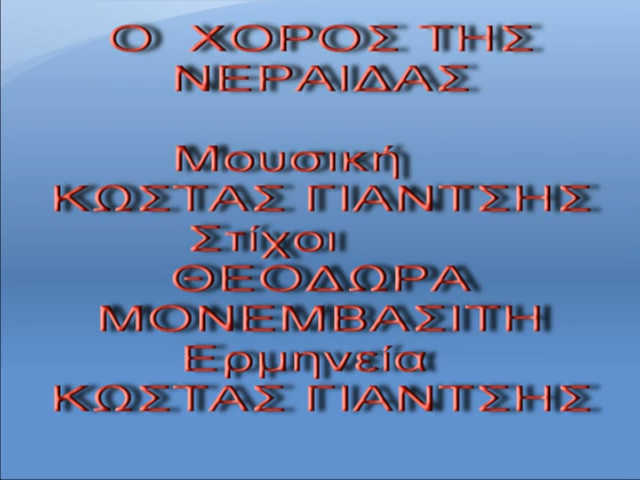 Ο ΧΟΡΟΣ ΤΗΣ
ΝΕΡΑΙΔΑΣ
Μουσική
ΚΩΣΤΑΣ ΓΙΑΝΤΣΗΣ
Στίχοι
ΘΕΟΔΩΡΑ
ΜΟΝΕΜΒΑΣΙΤΗ
Ερμηνεία
ΚΩΣΤΑΣ ΓΙΑΝΤΣΗΣ